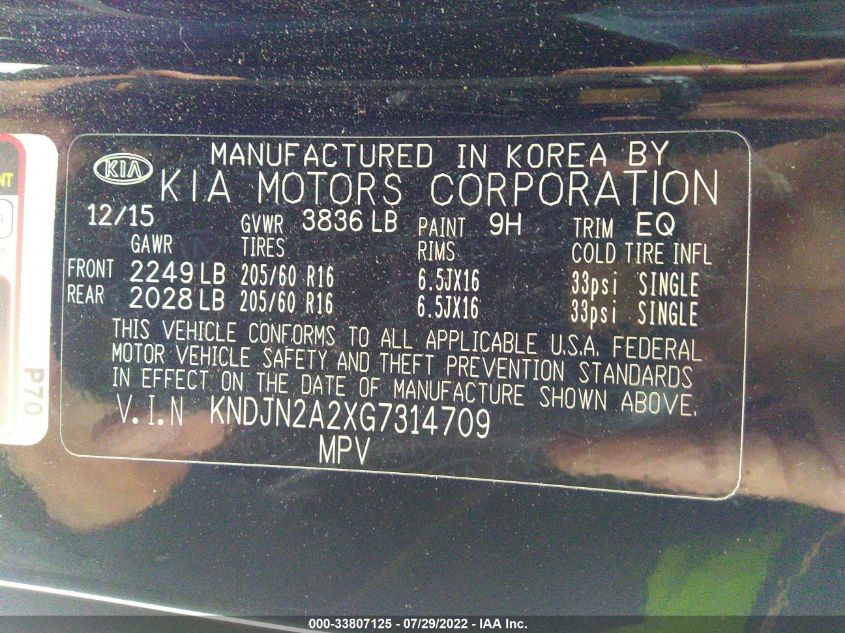 KIA
MANUFACTURED IN KOREA BY
KIA MOTORS CORPORATION
12/15 GVWR 3836 LB PAINT 9H TRIM EQ
GAWR TIRES RIMS COLD TIRE INFL
FRONT 2249 LB 205/60 R16 6.5JX16 33psi SINGLE
REAR 2028 LB 205/60 R16 6.5JX16 33psi SINGLE
THIS VEHICLE CONFORMS TO ALL APPLICABLE U.S.A. FEDERAL
MOTOR VEHICLE SAFETY AND THEFT PREVENTION STANDARDS
IN EFFECT ON THE DATE OF MANUFACTURE SHOWN ABOVE.
V.I.N KNDJN2A2XG7314709
MPV
P70
000-33807125 - 07/29/2022 - IAA Inc.